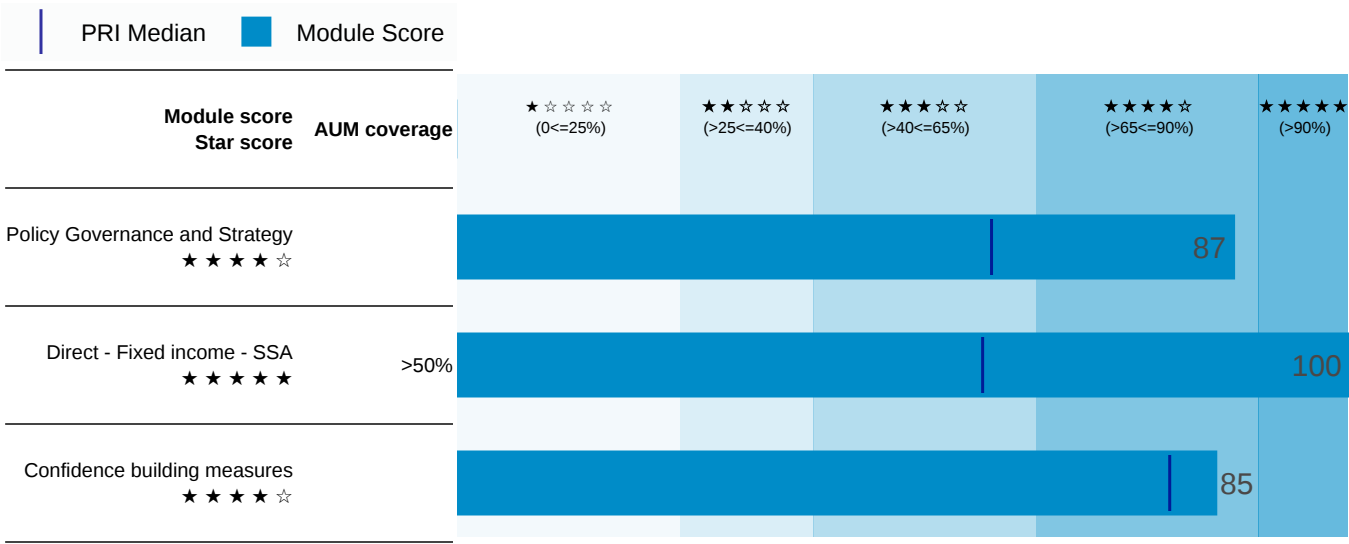 PRI Median
Module Score
Module score
Star score
AUM coverage
★☆☆☆☆
(0<=25%)
★★☆☆☆
(>25<=40%)
★★★☆☆
(>40<=65%)
★★★★☆
(>65<=90%)
★★★★★
(>90%)
Policy Governance and Strategy
★★★★☆
87
Direct - Fixed income - SSA
★★★★★
>50%
100
Confidence building measures
★★★★☆
85